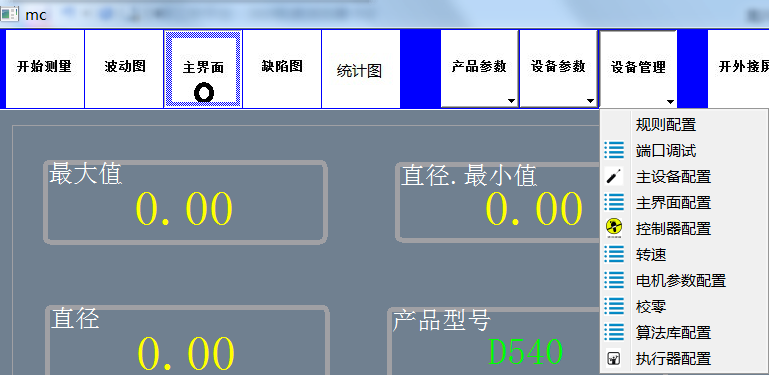 mc
开始测量
波动图
主界面
缺陷图
统计图
产品参数
设备参数
设备管理
开外接屏
规则配置
端口调试
主设备配置
主界面配置
控制器配置
转速
电机参数配置
校零
算法库配置
执行器配置
最大值
0.00
直径.最小值
0.00
直径
0.00
产品型号
D540